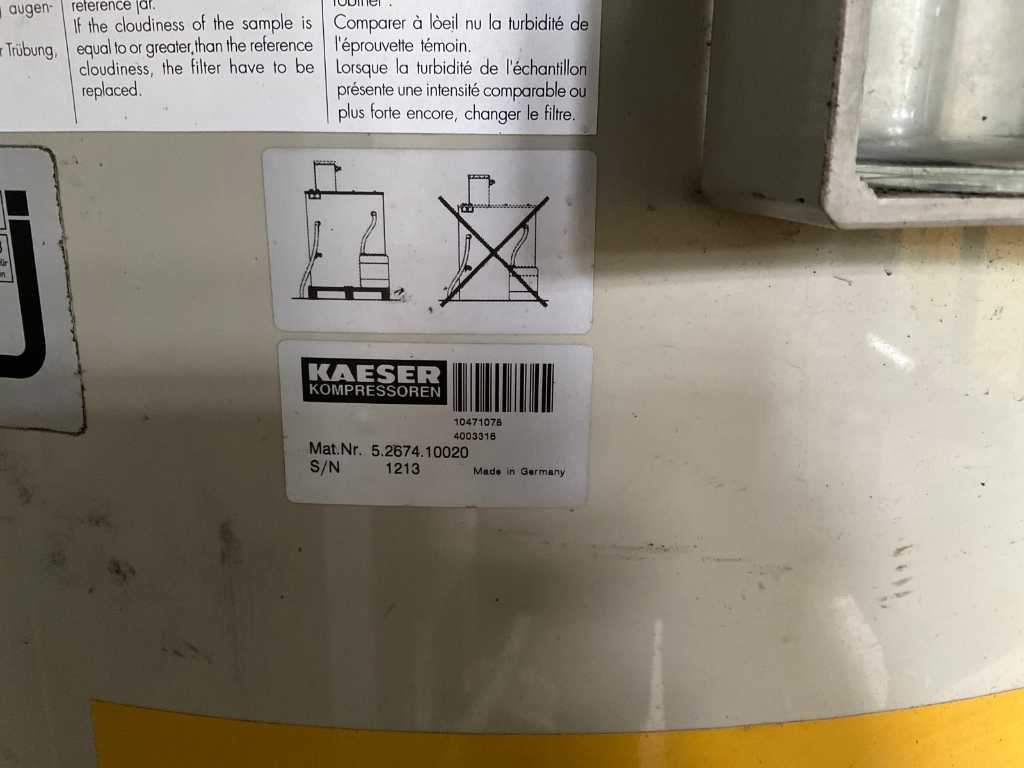 augen-
Trübung,
reference jar.
If the cloudiness of the sample is
equal to or greater,than the reference
cloudiness, the filter have to be
replaced.
Comparer à lòeil nu la turbidité de
l'éprouvette témoin.
Lorsque la turbidité de l'échantillon
présente une intensité comparable ou
plus forte encore, changer le filtre.
KAESER
KOMPRESSOREN
10471078
4003316
Mat.Nr. 5.2674.10020
S/N 1213
Made in Germany